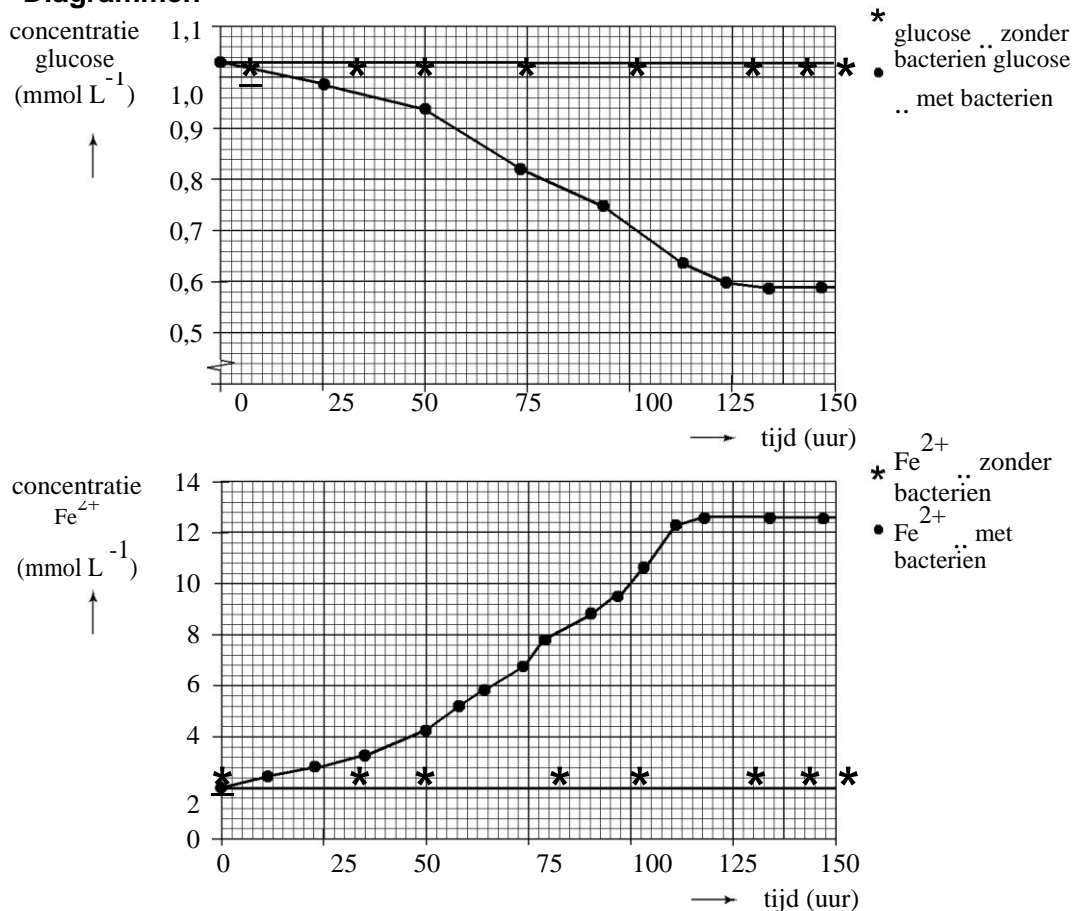 Diagrammen
concentratie
glucose
(mmol L⁻¹)
1,1
1,0
0,9
0,8
0,7
0,6
0,5
0
25
50
75
100
125
150
tijd (uur)
* glucose .. zonder
bacterien glucose
● .. met bacterien
concentratie
Fe²⁺
(mmol L⁻¹)
14
12
10
8
6
4
2
0
0
25
50
75
100
125
150
tijd (uur)
* Fe²⁺ .. zonder
bacterien
● Fe²⁺ .. met
bacterien